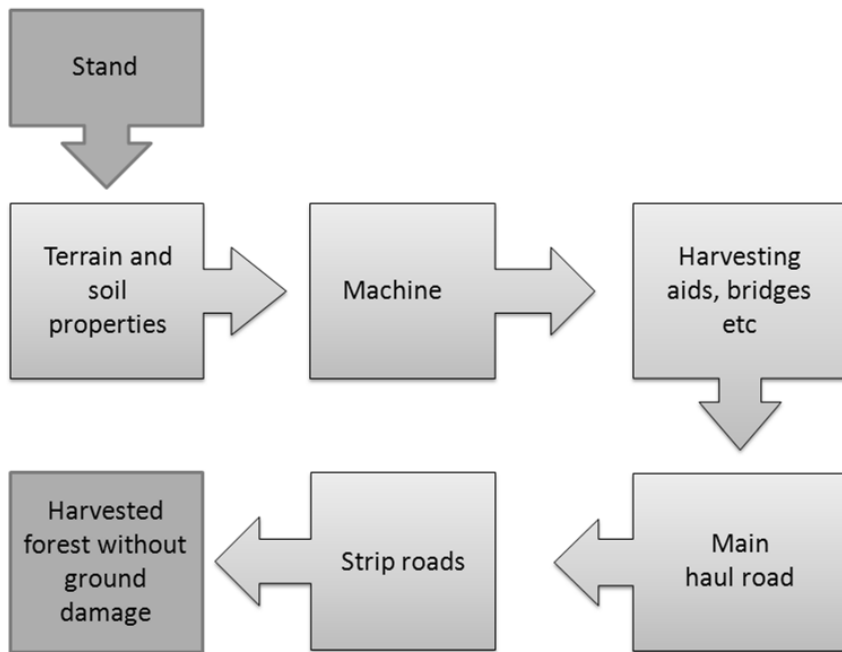 Stand
Terrain and
soil
properties
Machine
Harvesting
aids, bridges
etc
Main
haul road
Strip roads
Harvested
forest without
ground
damage